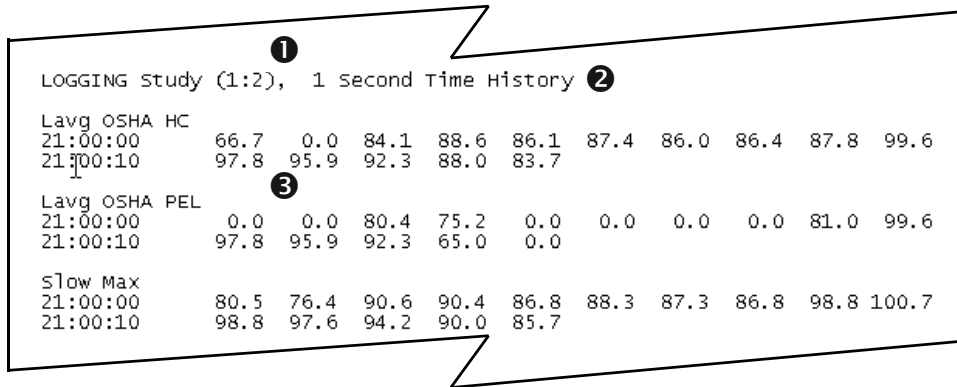 ❶
LOGGING Study (1:2),  1 Second Time History ❷
Lavg OSHA HC
21:00:00 66.7 0.0 84.1 88.6 86.1 87.4 86.0 86.4 87.8 99.6
21:00:10 97.8 95.9 92.3 88.0 83.7
❸
Lavg OSHA PEL
21:00:00 0.0 0.0 80.4 75.2 0.0 0.0 0.0 0.0 81.0 99.6
21:00:10 97.8 95.9 92.3 65.0 0.0
Slow Max
21:00:00 80.5 76.4 90.6 90.4 86.8 88.3 87.3 86.8 98.8 100.7
21:00:10 98.8 97.6 94.2 90.0 85.7